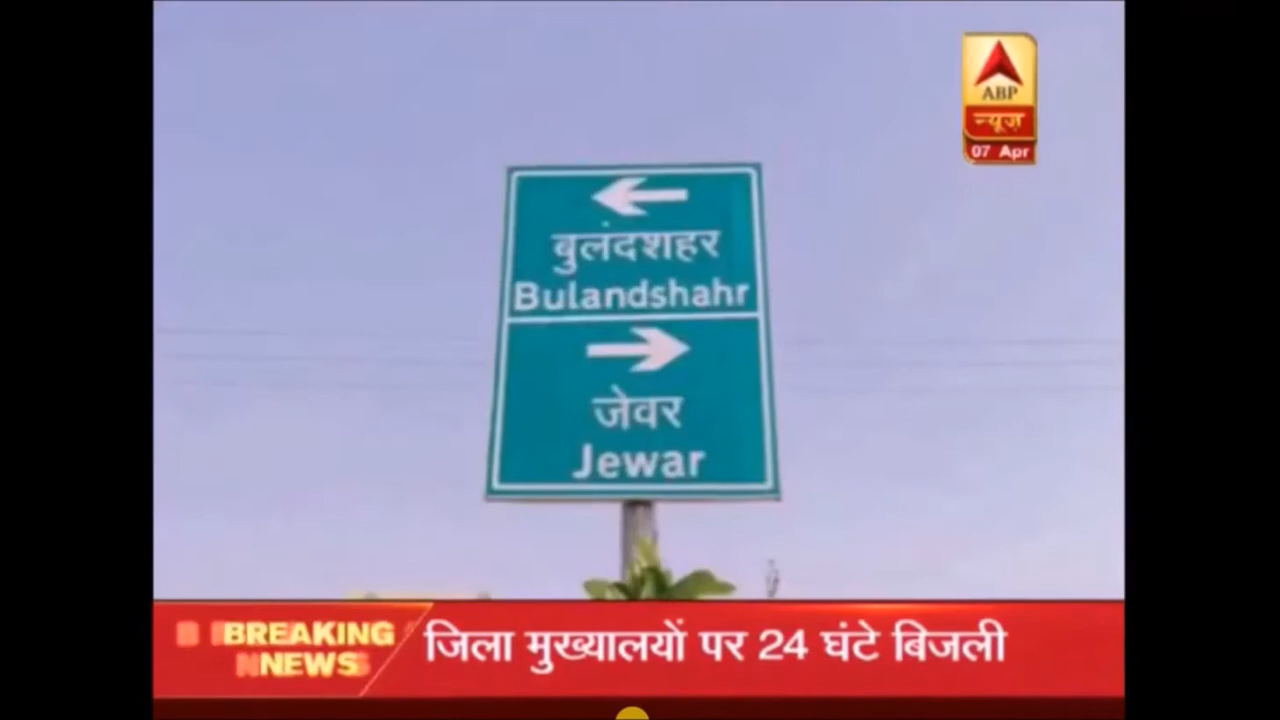 ABP
न्यूज़
07 Apr
बुलंदशहर
Bulandshahr
जेवर
Jewar
BREAKING
NEWS
जिला मुख्यालयों पर 24 घंटे बिजली